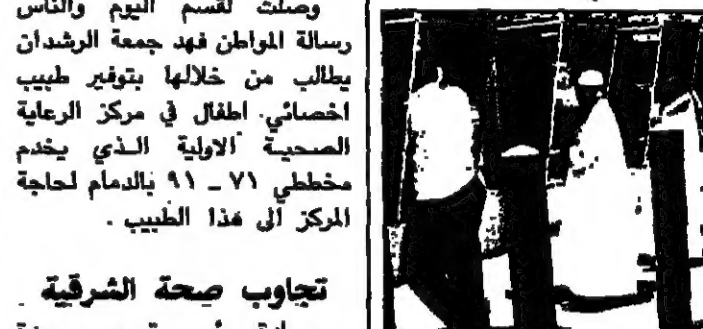 وصلت لقسم اليوم والناس
رسالة المواطن فهد جمعة الرشدان
يطالب من خلالها بتوفير طبيب
اخصائي اطفال في مركز الرعاية
الصحية الاولية الذي يخدم
مخططي ٧١ ــ ٩١ بالدمام لحاجة
المركز الى هذا الطبيب .
تجاوب صحة الشرقية